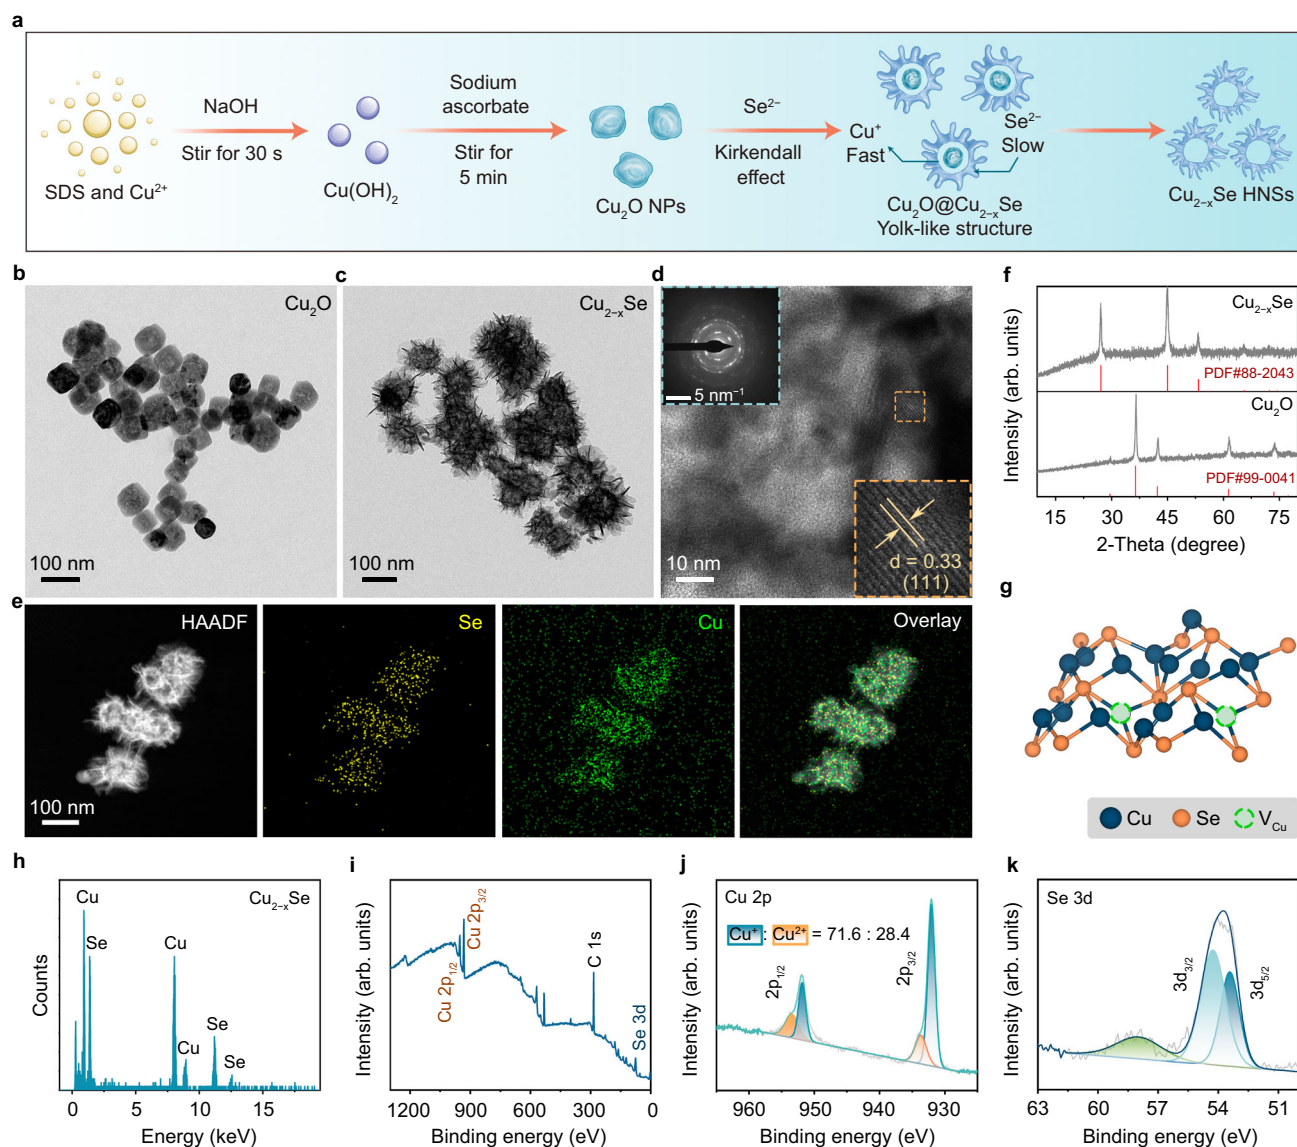 a
SDS and Cu²⁺
NaOH
Stir for 30 s
Cu(OH)₂
Sodium
ascorbate
Stir for
5 min
Cu₂O NPs
Se²⁻
Kirkendall
effect
Cu⁺
Fast
Se²⁻
Slow
Cu₂O@Cu₂₋ₓSe
Yolk-like structure
Cu₂₋ₓSe HNSs
b
Cu₂O
100 nm
c
Cu₂₋ₓSe
100 nm
d
5 nm⁻¹
10 nm
d = 0.33
(111)
f
Intensity (arb. units)
Cu₂₋ₓSe
PDF#88-2043
Cu₂O
PDF#99-0041
10 27 45 60 75
2-Theta (degree)
e
HAADF
100 nm
Se
Cu
Overlay
g
Cu Se V_Cu
h
Counts
Cu₂₋ₓSe
Cu
Se
Cu
Cu
Se
Se
0 10 15
Energy (keV)
i
Intensity (arb. units)
Cu 2p₁/₂
Cu 2p₃/₂
C 1s
Se 3d
1300 900 600 300 0
Binding energy (eV)
j
Intensity (arb. units)
Cu 2p
Cu⁺ : Cu²⁺ = 71.6 : 28.4
2p₁/₂
2p₃/₂
960 950 940 930
Binding energy (eV)
k
Intensity (arb. units)
Se 3d
3d₃/₂
3d₅/₂
63 60 57 54 51
Binding energy (eV)